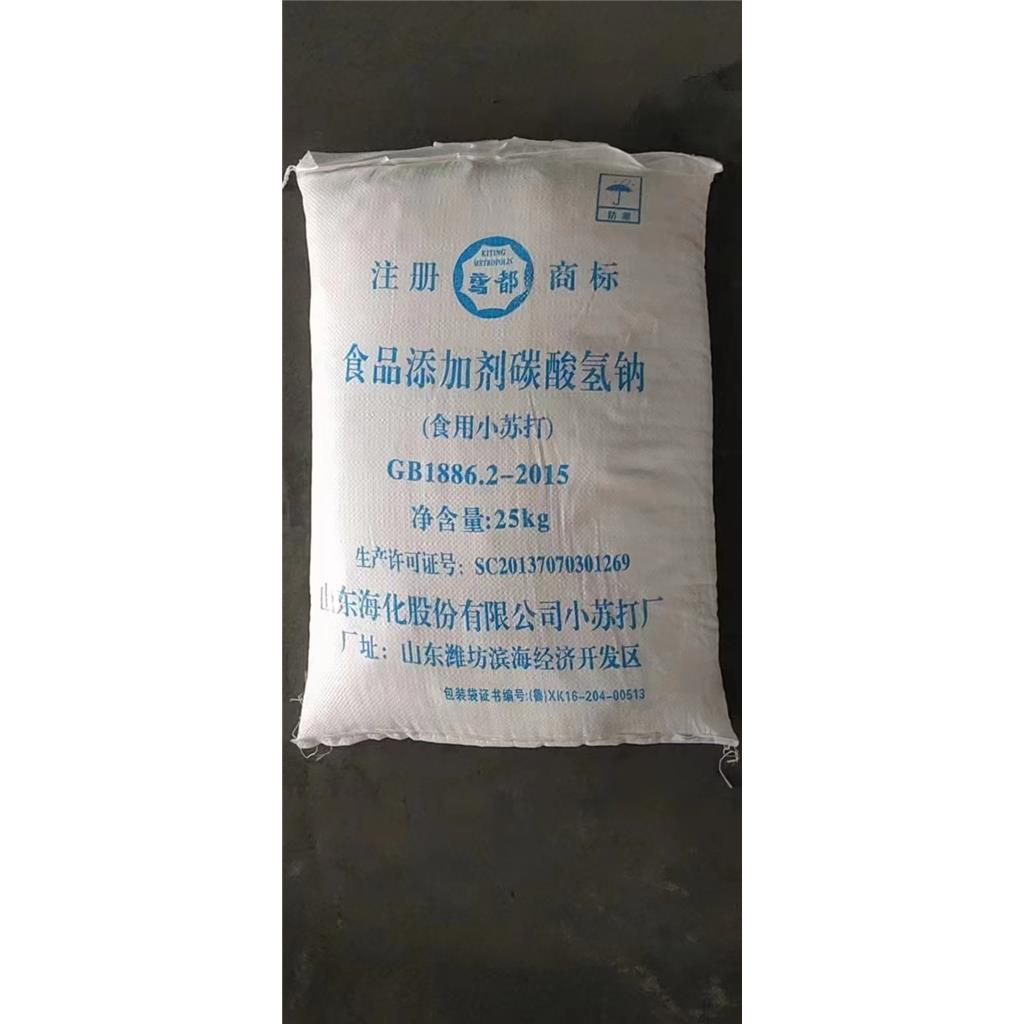 防潮
KITING
METROPOLIS
注册 鸢都 商标
食品添加剂碳酸氢钠
(食用小苏打)
GB1886.2-2015
净含量:25kg
生产许可证号: SC20137070301269
山东海化股份有限公司小苏打厂
厂址: 山东潍坊滨海经济开发区
包装袋证书编号:(鲁)XK16-204-00513